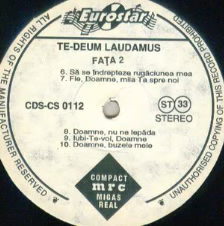 Eurostar
TE-DEUM LAUDAMUS
FAŢA 2
6. Să se îndrepteze rugăciunea mea
7. Fie, Doamne, mila Ta spre noi
CDS-CS 0112
ST 33
STEREO
8. Doamne, nu ne lepăda
9. Iubi-Te-voi, Doamne
10. Doamne, buzele mele
COMPACT
mrc
MIGAS
REAL
ALL RIGHTS OF THE MANUFACTURER RESERVED
UNAUTHORISED COPYING OF THIS RECORD PROHIBITED